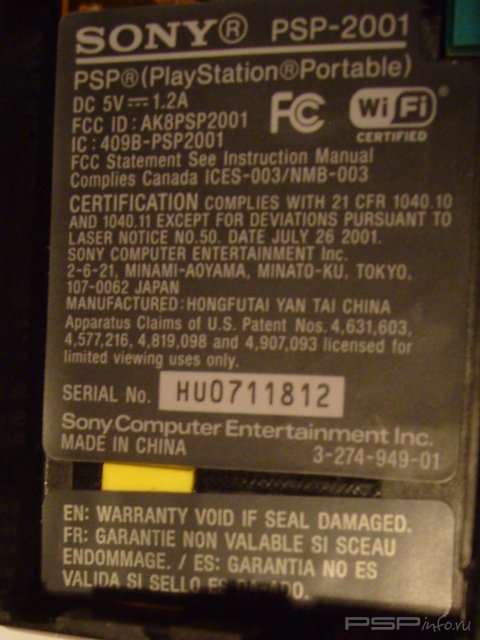 SONY® PSP-2001
PSP®(PlayStation®Portable)
DC 5V⎓1.2A
FCC ID : AK8PSP2001
IC : 409B-PSP2001
FC Wi Fi®
CERTIFIED
FCC Statement See Instruction Manual
Complies Canada ICES-003/NMB-003
CERTIFICATION COMPLIES WITH 21 CFR 1040.10
AND 1040.11 EXCEPT FOR DEVIATIONS PURSUANT TO
LASER NOTICE NO.50. DATE JULY 26 2001.
SONY COMPUTER ENTERTAINMENT Inc.
2-6-21, MINAMI-AOYAMA, MINATO-KU, TOKYO,
107-0062 JAPAN
MANUFACTURED : HONGFUTAI YAN TAI CHINA
Apparatus Claims of U.S. Patent Nos. 4,631,603,
4,577,216, 4,819,098 and 4,907,093 licensed for
limited viewing uses only.
SERIAL No. HU0711812
Sony Computer Entertainment Inc.
MADE IN CHINA 3-274-949-01
EN: WARRANTY VOID IF SEAL DAMAGED.
FR: GARANTIE NON VALABLE SI SCEAU
ENDOMMAGE. / ES: GARANTIA NO ES
VALIDA SI SELLO ES DA-ADO.
PSPinfo.ru